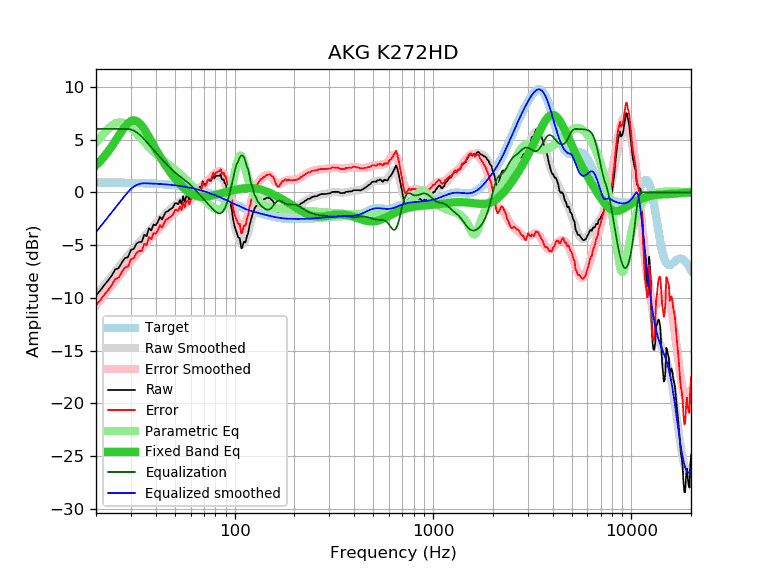 AKG K272HD
10
5
0
−5
−10
−15
−20
−25
−30
Amplitude (dBr)
Target
Raw Smoothed
Error Smoothed
Raw
Error
Parametric Eq
Fixed Band Eq
Equalization
Equalized smoothed
100
1000
10000
Frequency (Hz)